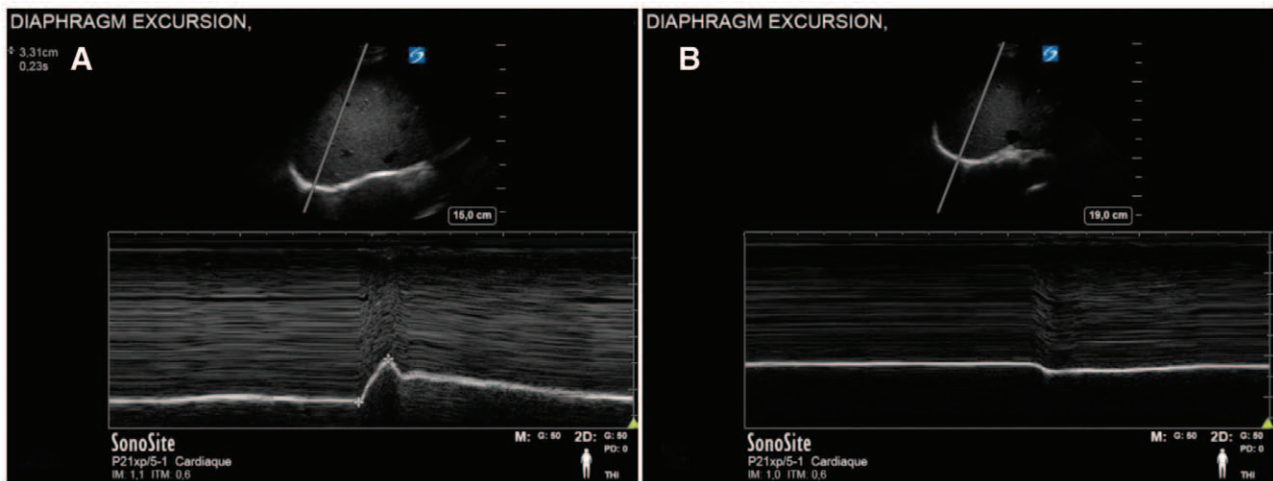 DIAPHRAGM EXCURSION,
3,31cm
0,23s
A
15,0 cm
SonoSite
P21xp/5-1 Cardiaque
IM: 1,1 ITM: 0,6
M: G: 50 2D: G: 50
PD: 0
THI
DIAPHRAGM EXCURSION,
B
19,0 cm
SonoSite
P21xp/5-1 Cardiaque
IM: 1,0 ITM: 0,6
M: G: 50 2D: G: 50
PD: 0
THI